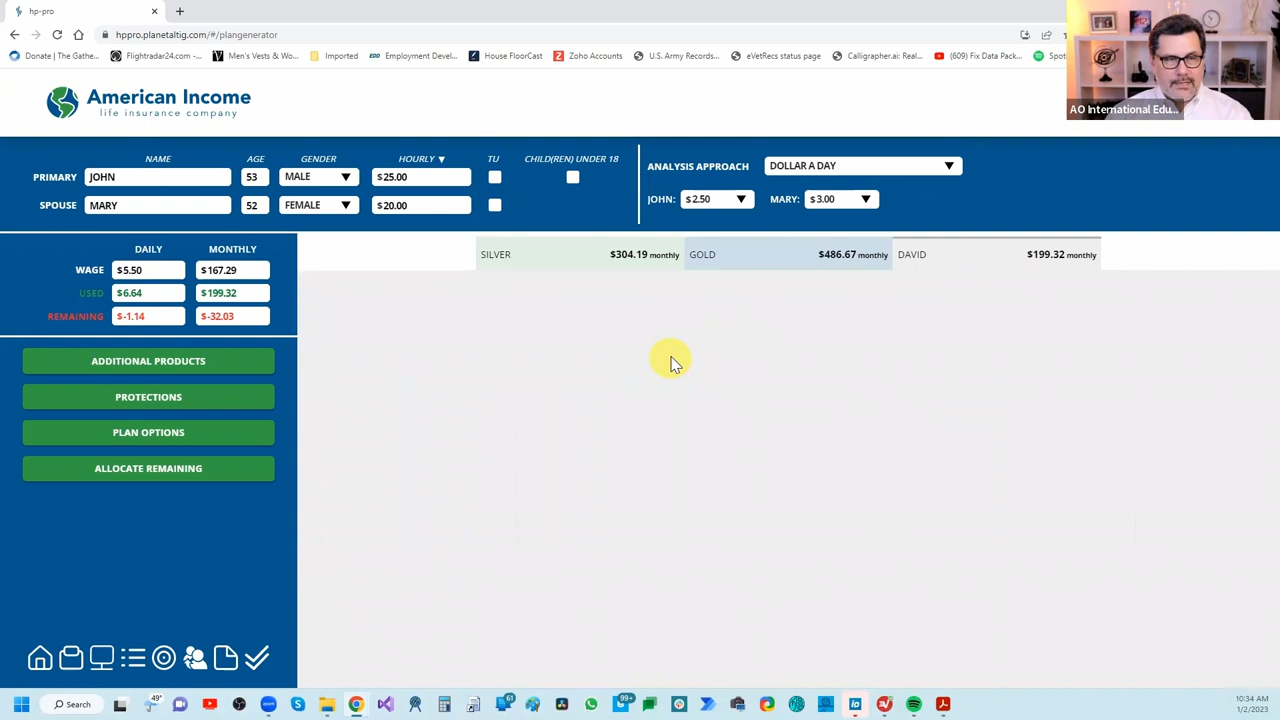 hp-pro
hppro.planetaltig.com/#/plangenerator
Donate | The Gathe... Flightradar24.com -... Men's Vests & Wo... Imported EDD Employment Devel... House FloorCast Zoho Accounts U.S. Army Records... eVetRecs status page Calligrapher.ai: Real... (609) Fix Data Pack... Spot
AO International Edu...
American Income
life insurance company
NAME AGE GENDER HOURLY ▼ TU CHILD(REN) UNDER 18
PRIMARY JOHN 53 MALE $25.00
SPOUSE MARY 52 FEMALE $20.00
ANALYSIS APPROACH DOLLAR A DAY
JOHN: $2.50 MARY: $3.00
DAILY MONTHLY
WAGE $5.50 $167.29
USED $6.64 $199.32
REMAINING $-1.14 $-32.03
SILVER $304.19 monthly GOLD $486.67 monthly DAVID $199.32 monthly
ADDITIONAL PRODUCTS
PROTECTIONS
PLAN OPTIONS
ALLOCATE REMAINING
Search 49° 61 99+
10:34 AM
1/2/2023